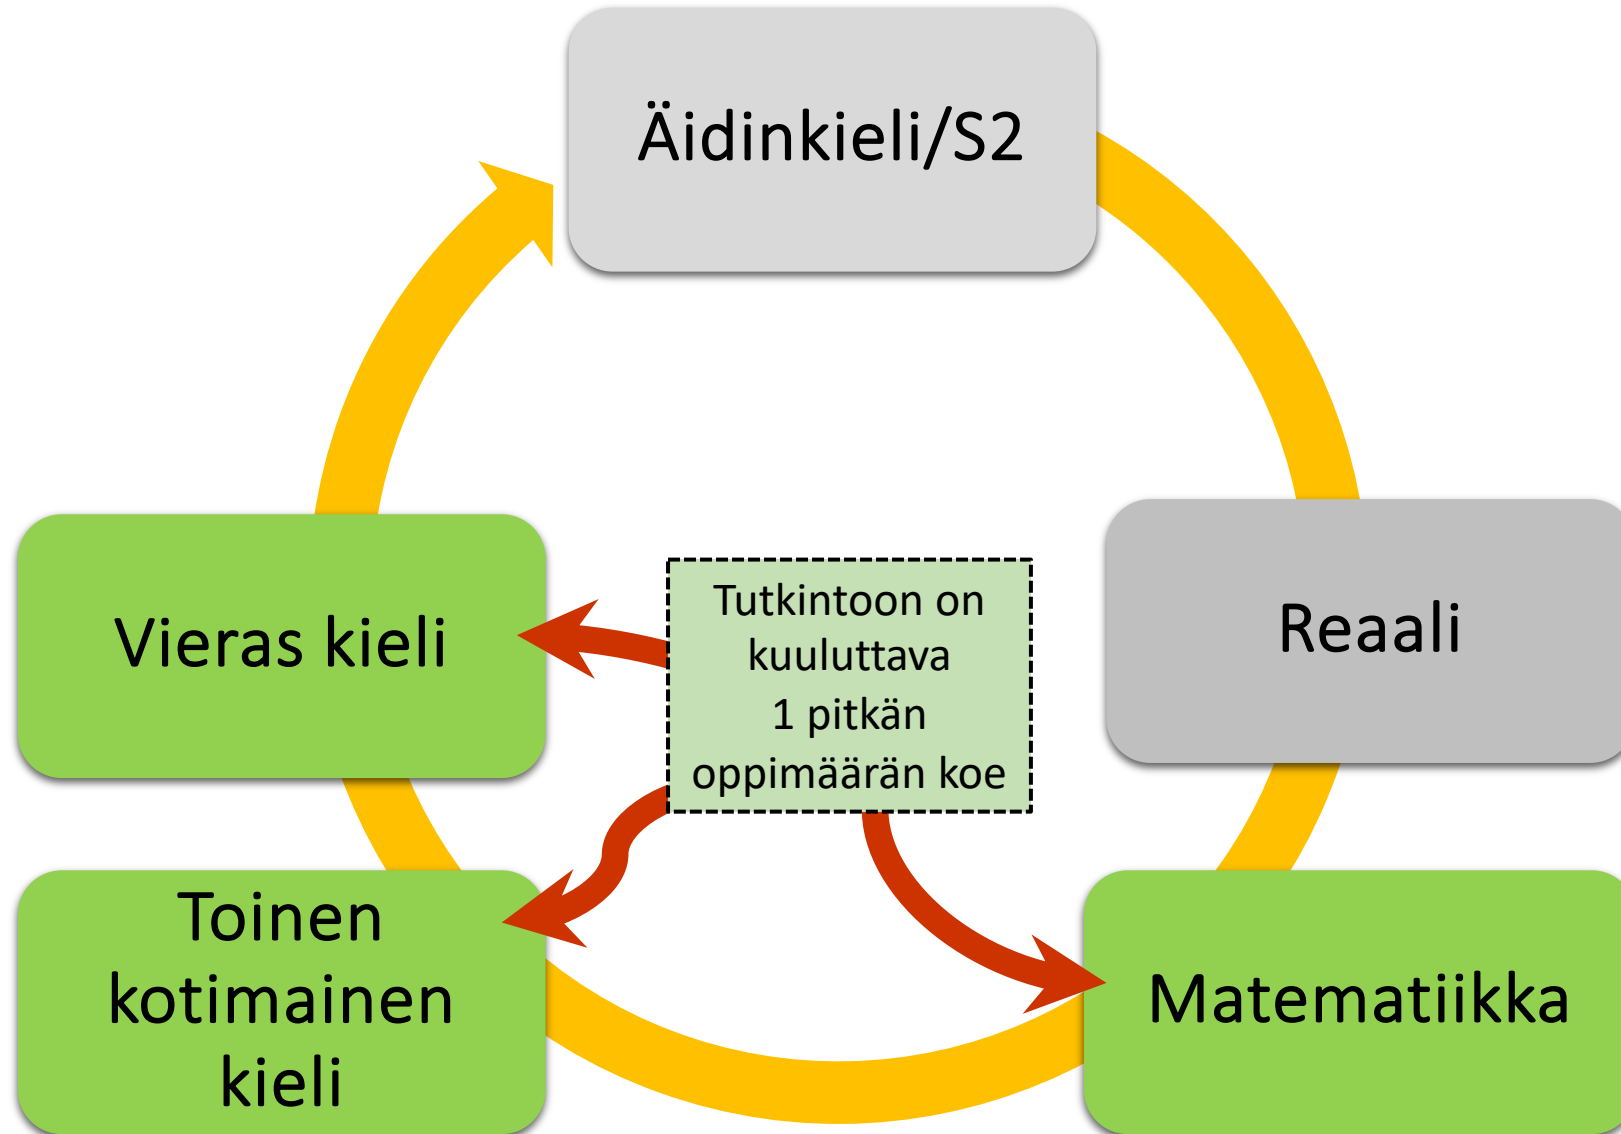 Äidinkieli/S2
Vieras kieli
Tutkintoon on
kuuluttava
1 pitkän
oppimäärän koe
Reaali
Toinen
kotimainen
kieli
Matematiikka